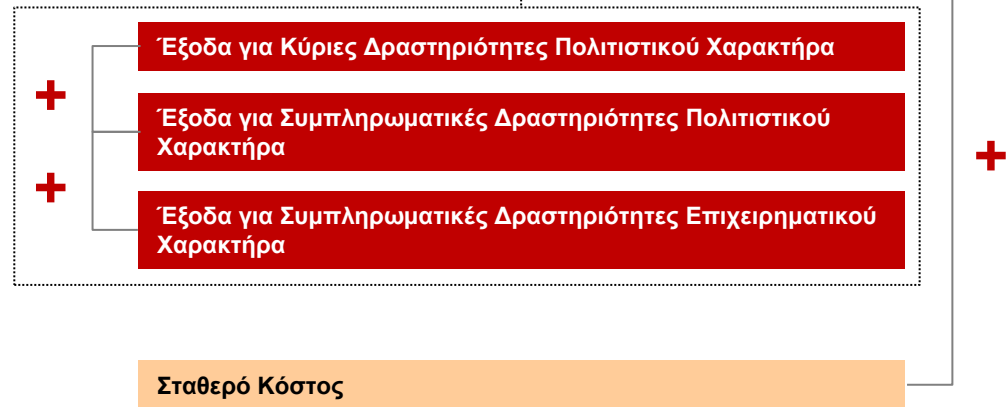 Έξοδα για Κύριες Δραστηριότητες Πολιτιστικού Χαρακτήρα
+
Έξοδα για Συμπληρωματικές Δραστηριότητες Πολιτιστικού
Χαρακτήρα
+
+
Έξοδα για Συμπληρωματικές Δραστηριότητες Επιχειρηματικού
Χαρακτήρα
Σταθερό Κόστος